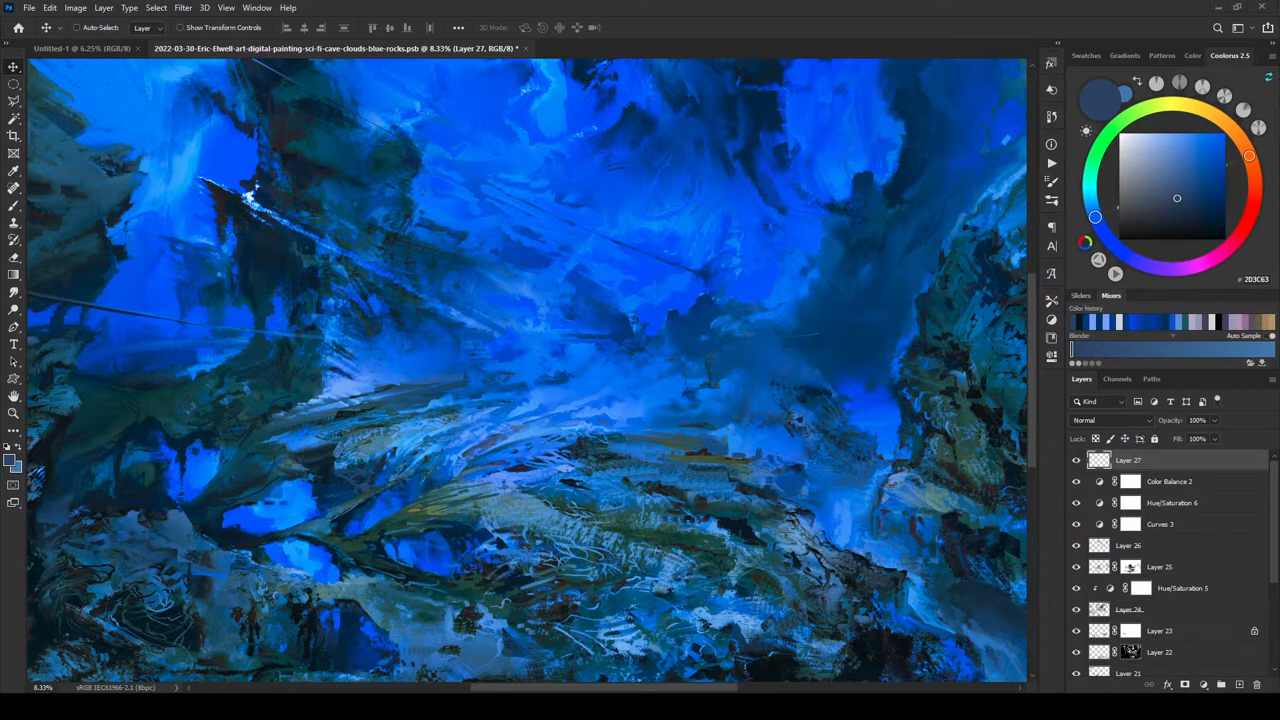 File Edit Image Layer Type Select Filter 3D View Window Help
Auto-Select: Layer Show Transform Controls 3D Mode:
Untitled-1 @ 6.25% (RGB/8) × 2022-03-30-Eric-Elwell-art-digital-painting-sci-fi-cave-clouds-blue-rocks.psb @ 8.33% (Layer 27, RGB/8) * ×
Swatches Gradients Patterns Color Coolorus 2.5
# 2D3C63
Sliders Mixers
Color history
Blender Auto Sample
Layers Channels Paths
Kind
Normal Opacity: 100%
Lock: Fill: 100%
Layer 27
Color Balance 2
Hue/Saturation 6
Curves 3
Layer 26
Layer 25
Hue/Saturation 5
Layer 24
Layer 23
Layer 22
Layer 21
8.33% sRGB IEC61966-2.1 (8bpc)